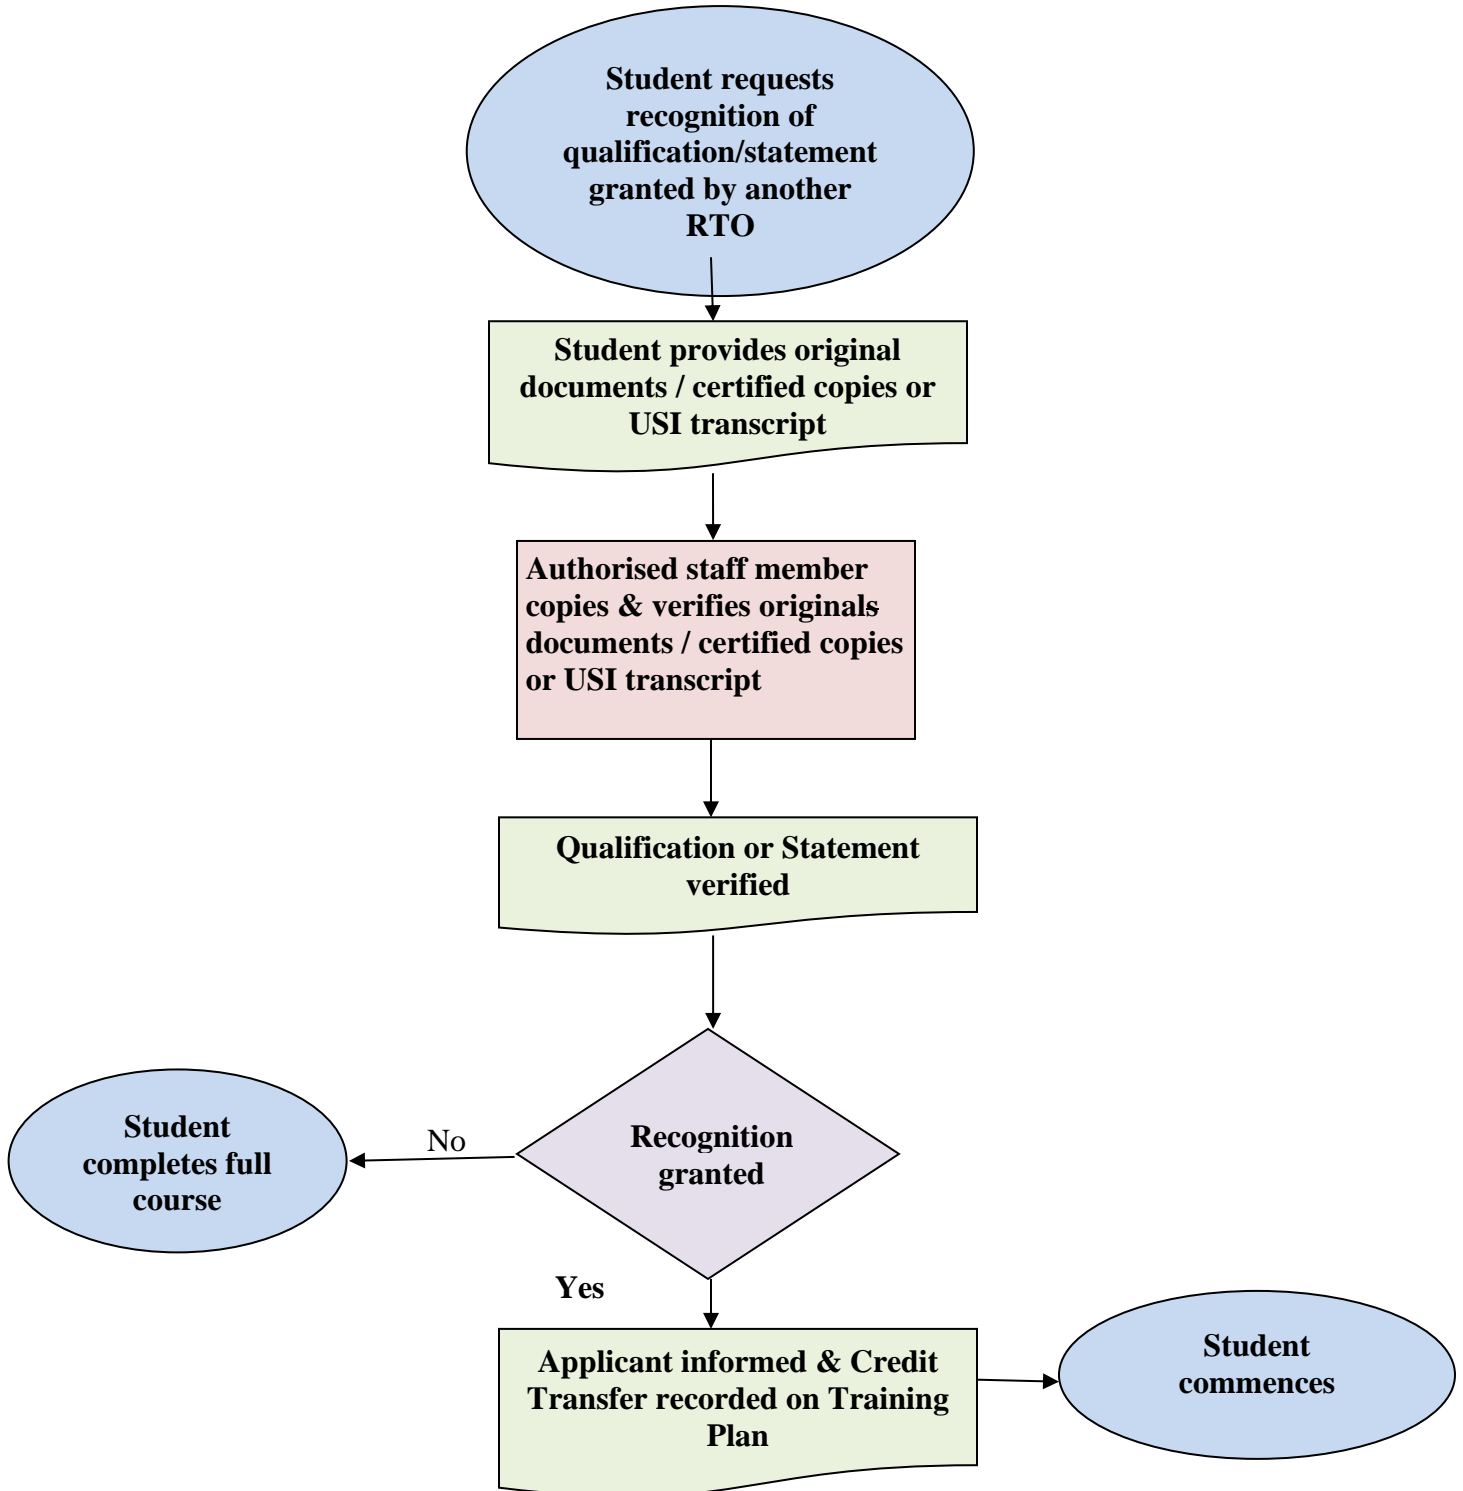 Student requests
recognition of
qualification/statement
granted by another
RTO
Student provides original
documents / certified copies or
USI transcript
Authorised staff member
copies & verifies originals
documents / certified copies
or USI transcript
Qualification or Statement
verified
Recognition
granted
No
Student
completes full
course
Yes
Applicant informed & Credit
Transfer recorded on Training
Plan
Student
commences